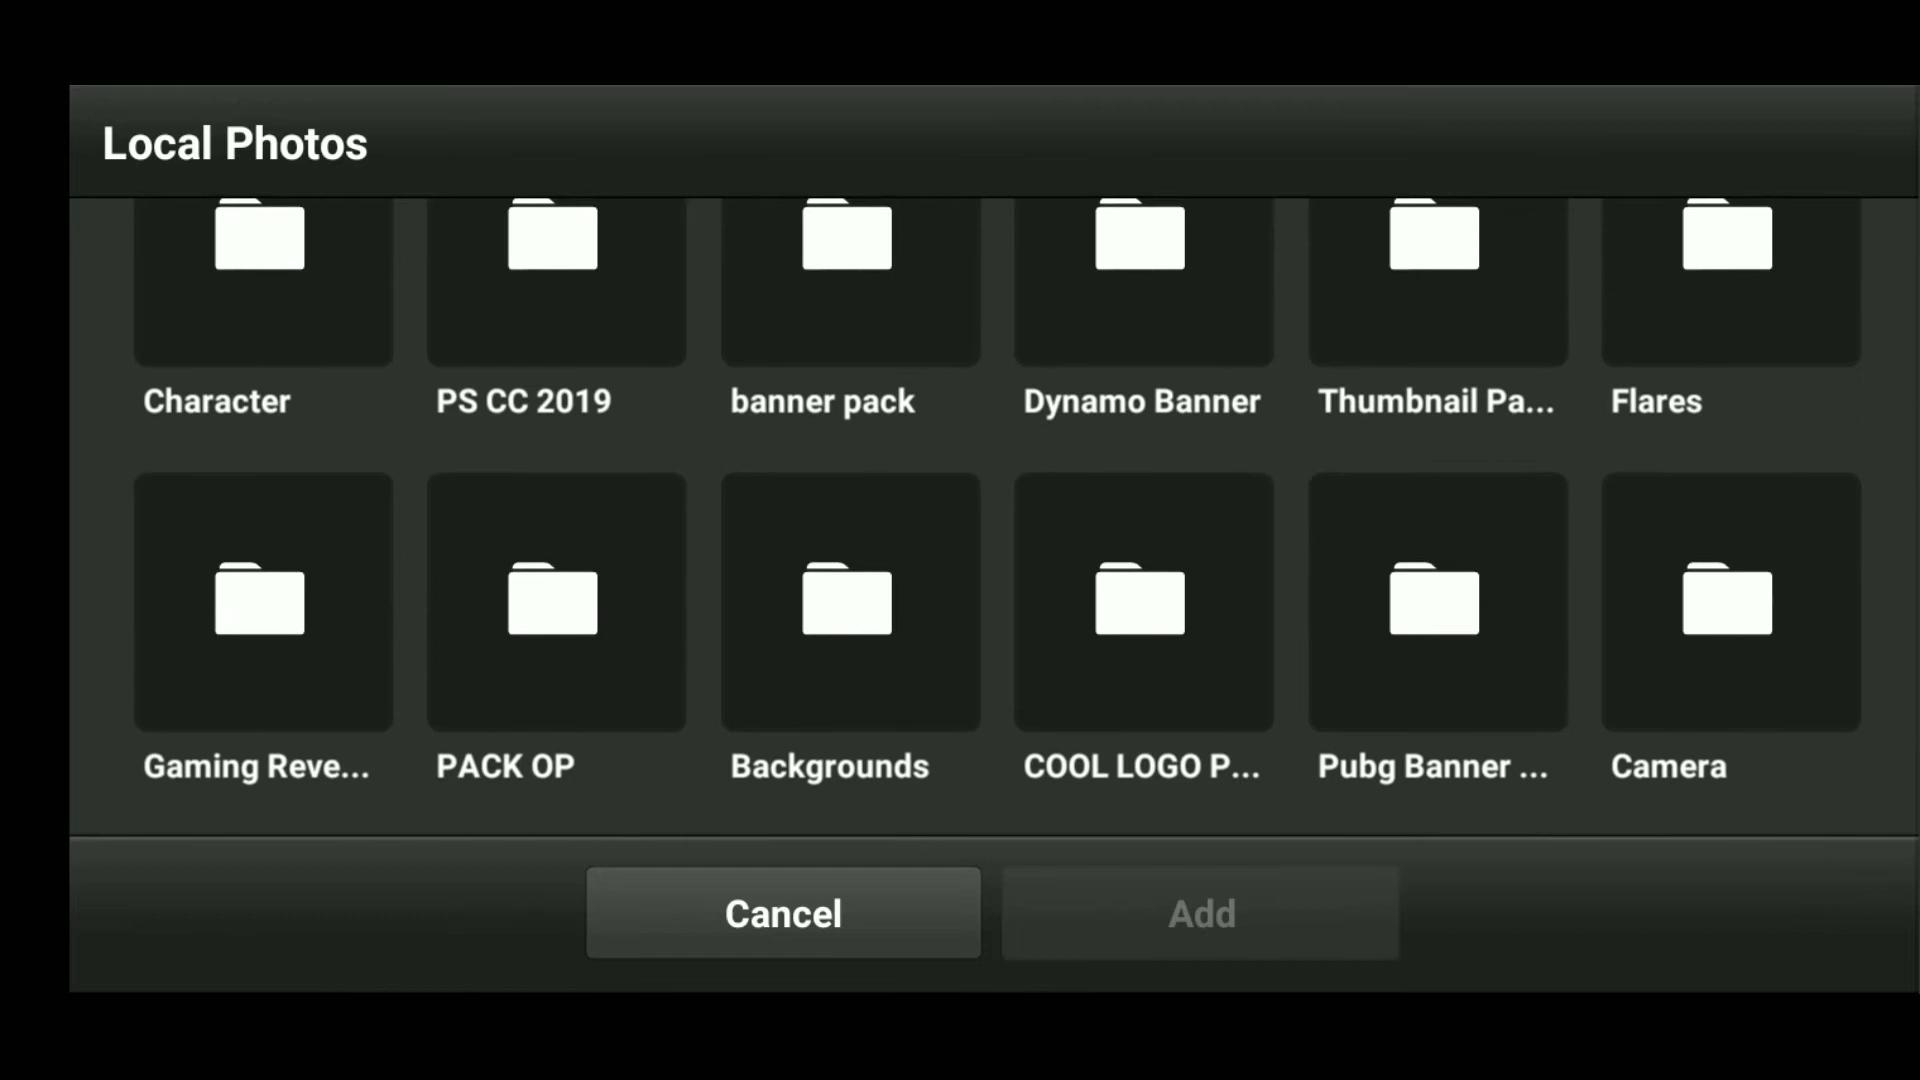 Local Photos
Character
PS CC 2019
banner pack
Dynamo Banner
Thumbnail Pa...
Flares
Gaming Reve...
PACK OP
Backgrounds
COOL LOGO P...
Pubg Banner ...
Camera
Cancel
Add